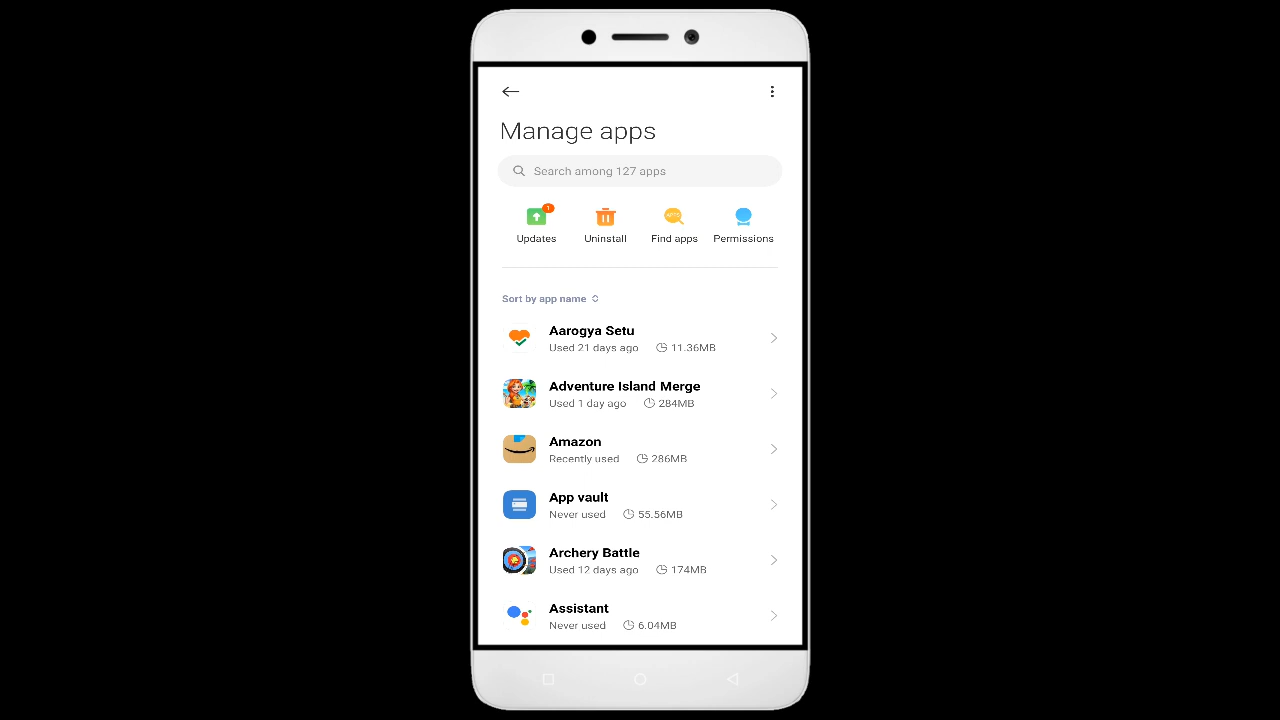 Manage apps
Search among 127 apps
1
APPS
Updates Uninstall Find apps Permissions
Sort by app name
Aarogya Setu
Used 21 days ago 11.36MB
Adventure Island Merge
Used 1 day ago 284MB
Amazon
Recently used 286MB
App vault
Never used 55.56MB
Archery Battle
Used 12 days ago 174MB
Assistant
Never used 6.04MB